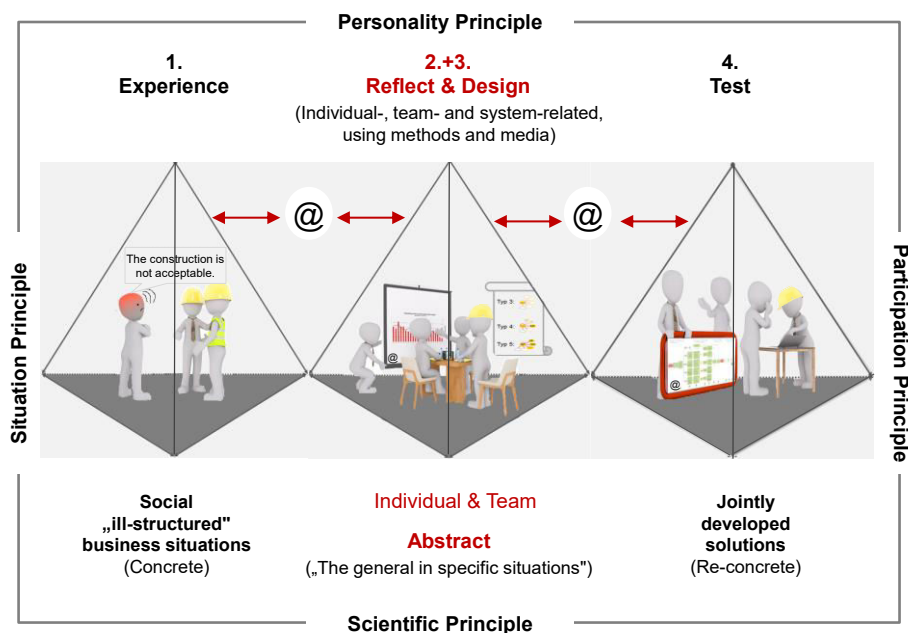 Personality Principle
1.
Experience
2.+3.
Reflect & Design
(Individual-, team- and system-related,
using methods and media)
4.
Test
Situation Principle
@
@
The construction is
not acceptable.
@
Typ 3:
Typ 4:
Typ 5:
@
Participation Principle
Social
„ill-structured"
business situations
(Concrete)
Individual & Team
Abstract
(„The general in specific situations")
Jointly
developed
solutions
(Re-concrete)
Scientific Principle